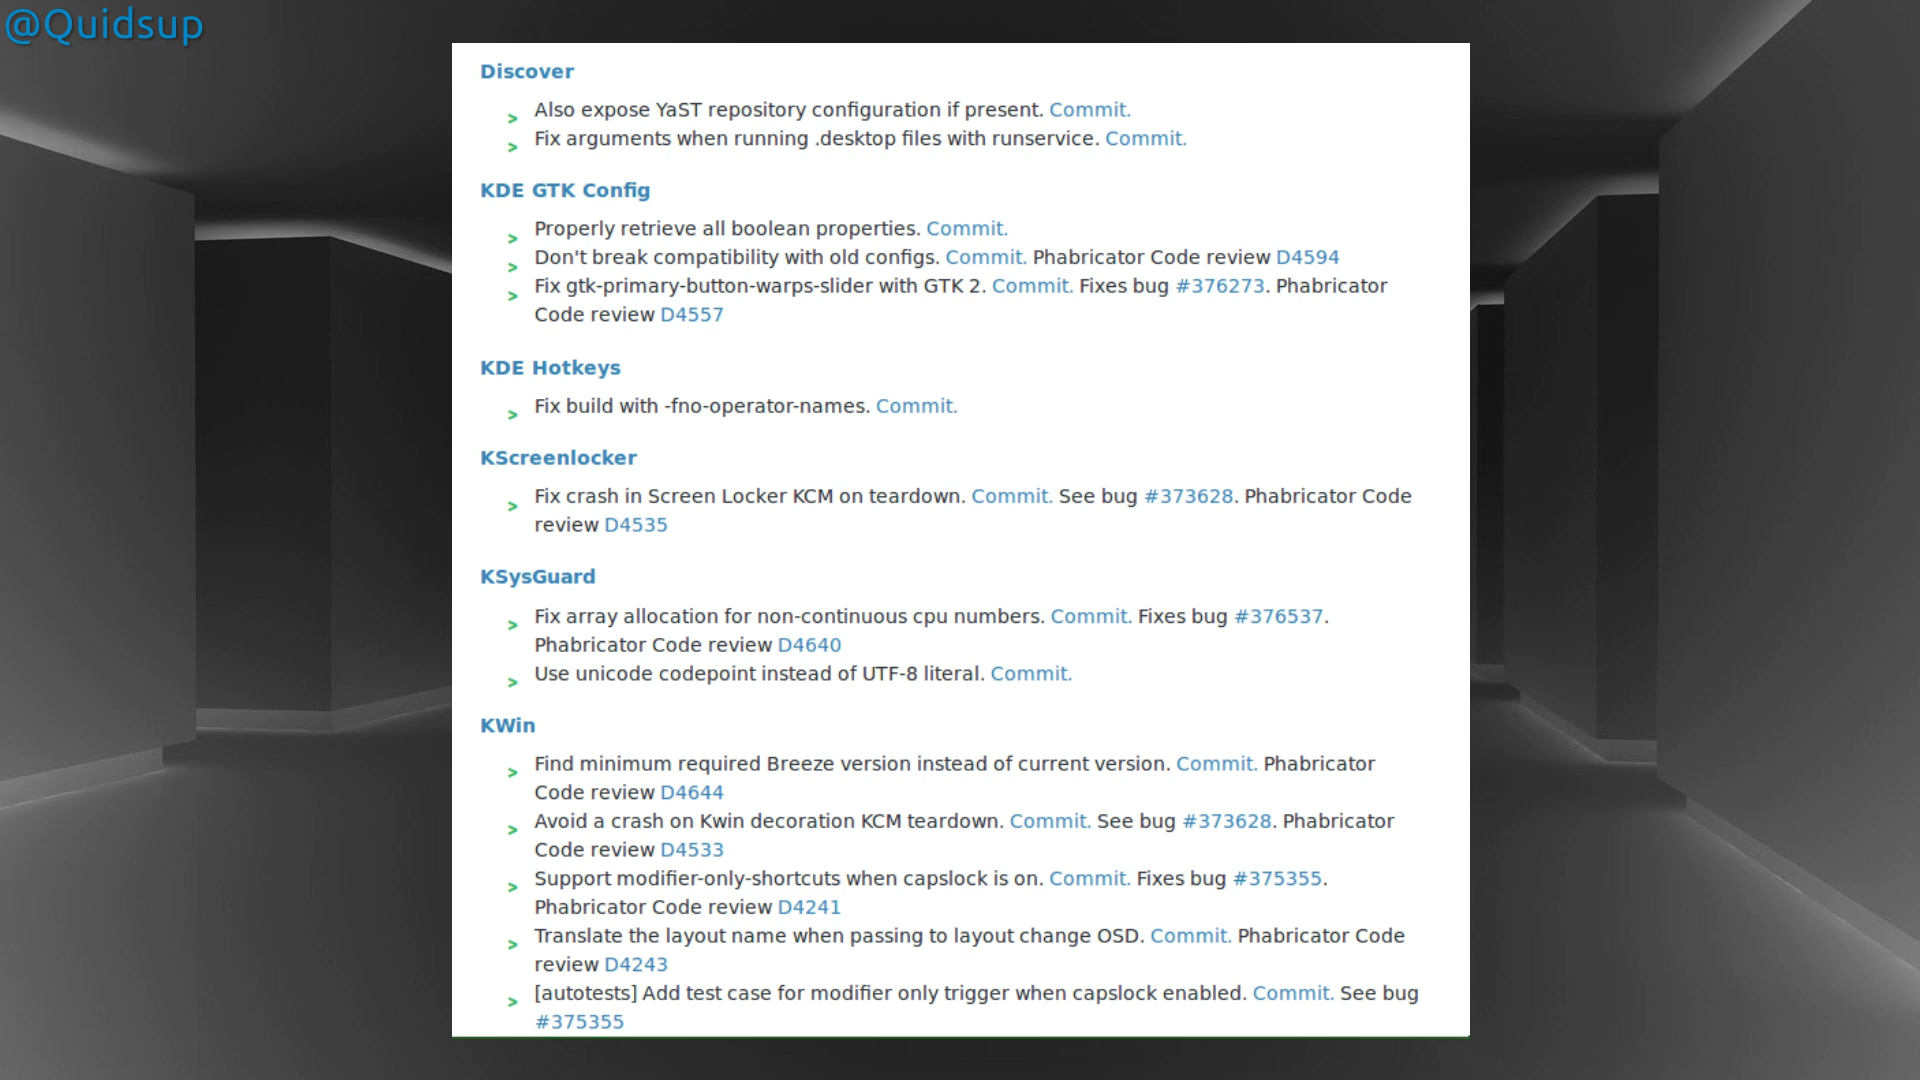 @Quidsup
Discover
> Also expose YaST repository configuration if present. Commit.
> Fix arguments when running .desktop files with runservice. Commit.
KDE GTK Config
> Properly retrieve all boolean properties. Commit.
> Don't break compatibility with old configs. Commit. Phabricator Code review D4594
> Fix gtk-primary-button-warps-slider with GTK 2. Commit. Fixes bug #376273. Phabricator
Code review D4557
KDE Hotkeys
> Fix build with -fno-operator-names. Commit.
KScreenlocker
> Fix crash in Screen Locker KCM on teardown. Commit. See bug #373628. Phabricator Code
review D4535
KSysGuard
> Fix array allocation for non-continuous cpu numbers. Commit. Fixes bug #376537.
Phabricator Code review D4640
> Use unicode codepoint instead of UTF-8 literal. Commit.
KWin
> Find minimum required Breeze version instead of current version. Commit. Phabricator
Code review D4644
> Avoid a crash on Kwin decoration KCM teardown. Commit. See bug #373628. Phabricator
Code review D4533
> Support modifier-only-shortcuts when capslock is on. Commit. Fixes bug #375355.
Phabricator Code review D4241
> Translate the layout name when passing to layout change OSD. Commit. Phabricator Code
review D4243
> [autotests] Add test case for modifier only trigger when capslock enabled. Commit. See bug
#375355